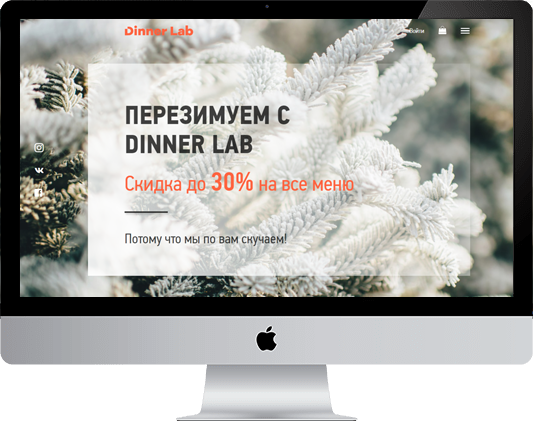 Dinner Lab
Войти
ПЕРЕЗИМУЕМ С
DINNER LAB
Скидка до 30% на все меню
Потому что мы по вам скучаем!